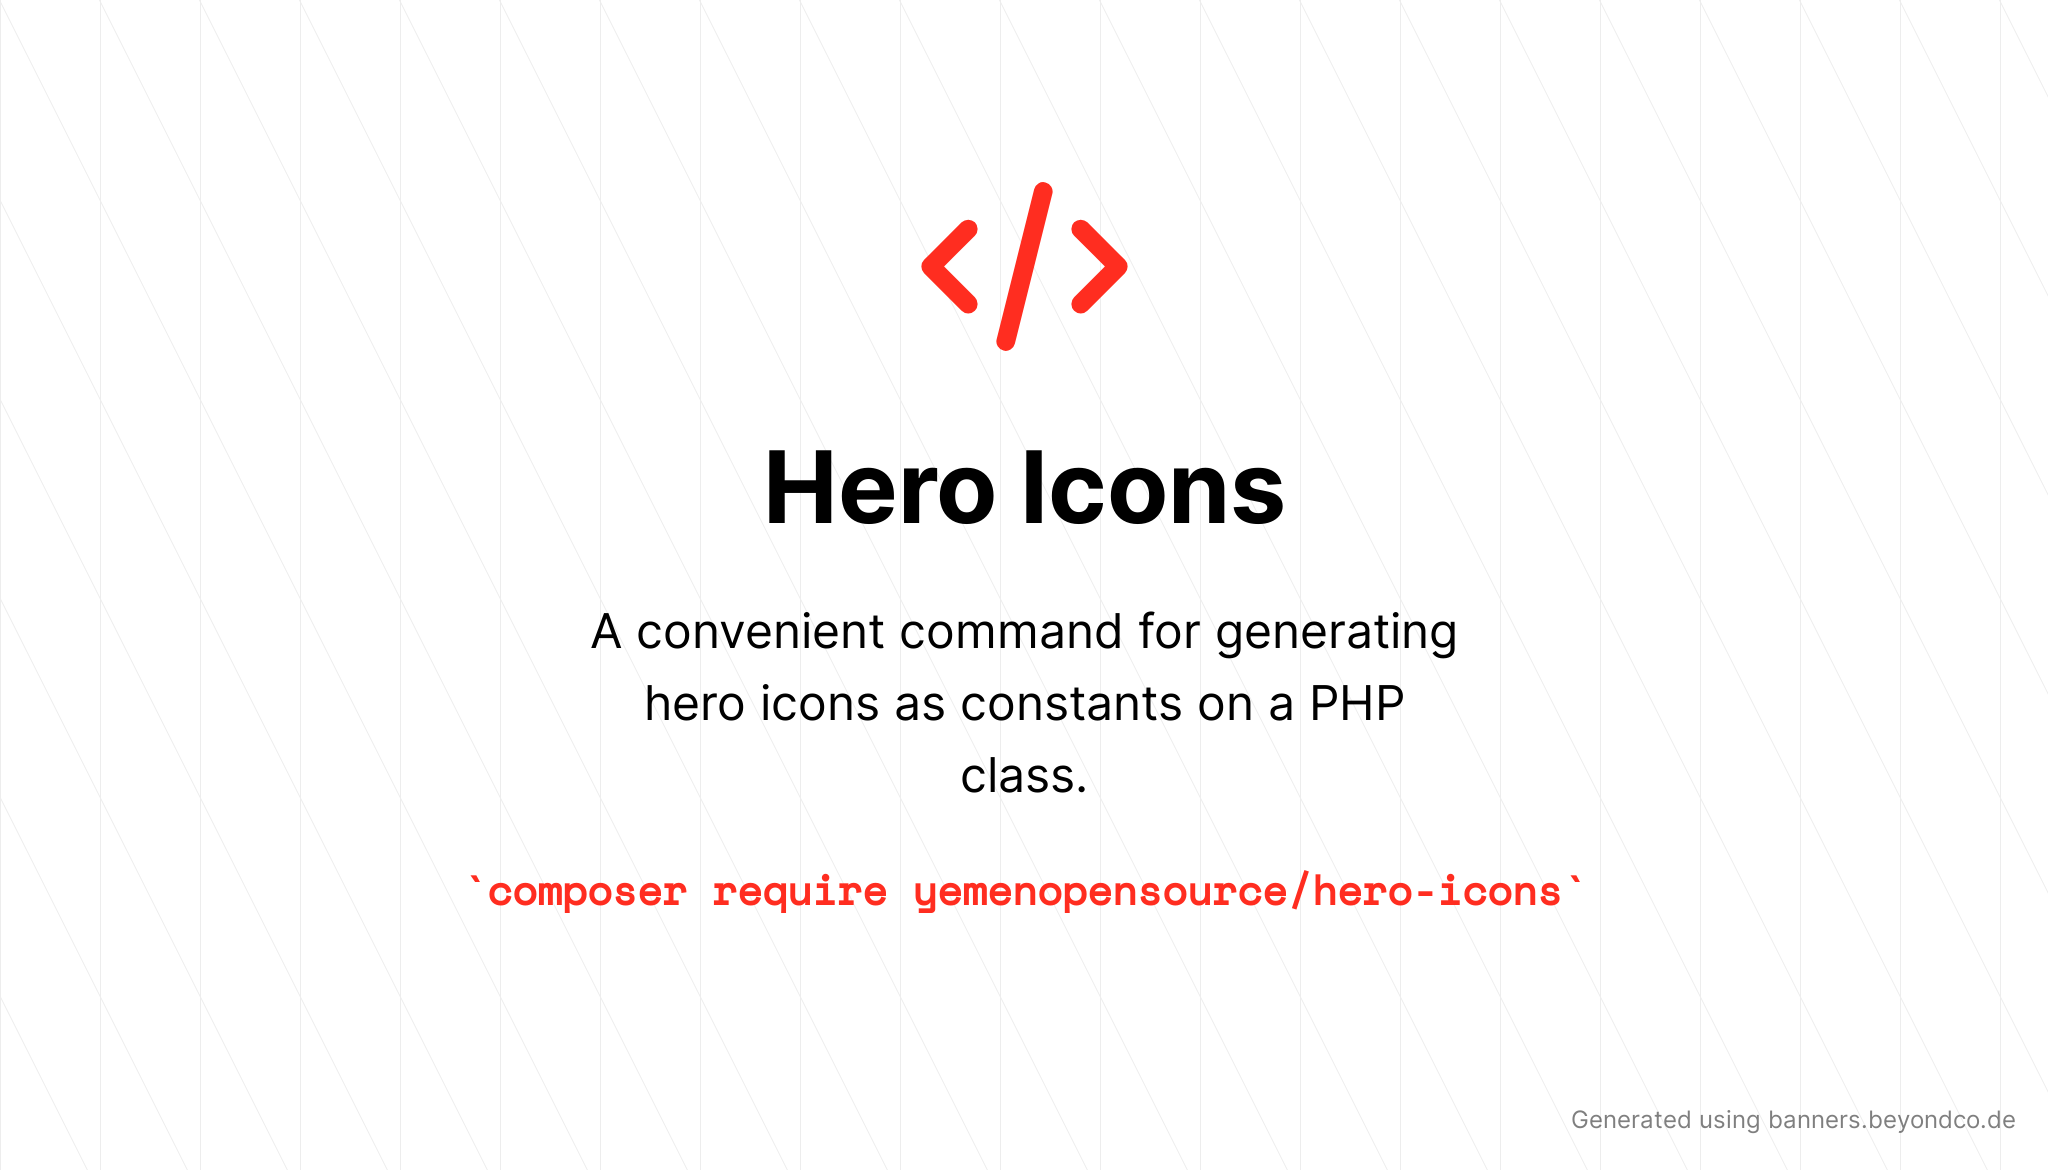 Hero Icons
A convenient command for generating
hero icons as constants on a PHP
class.
`composer require yemenopensource/hero-icons`
Generated using banners.beyondco.de